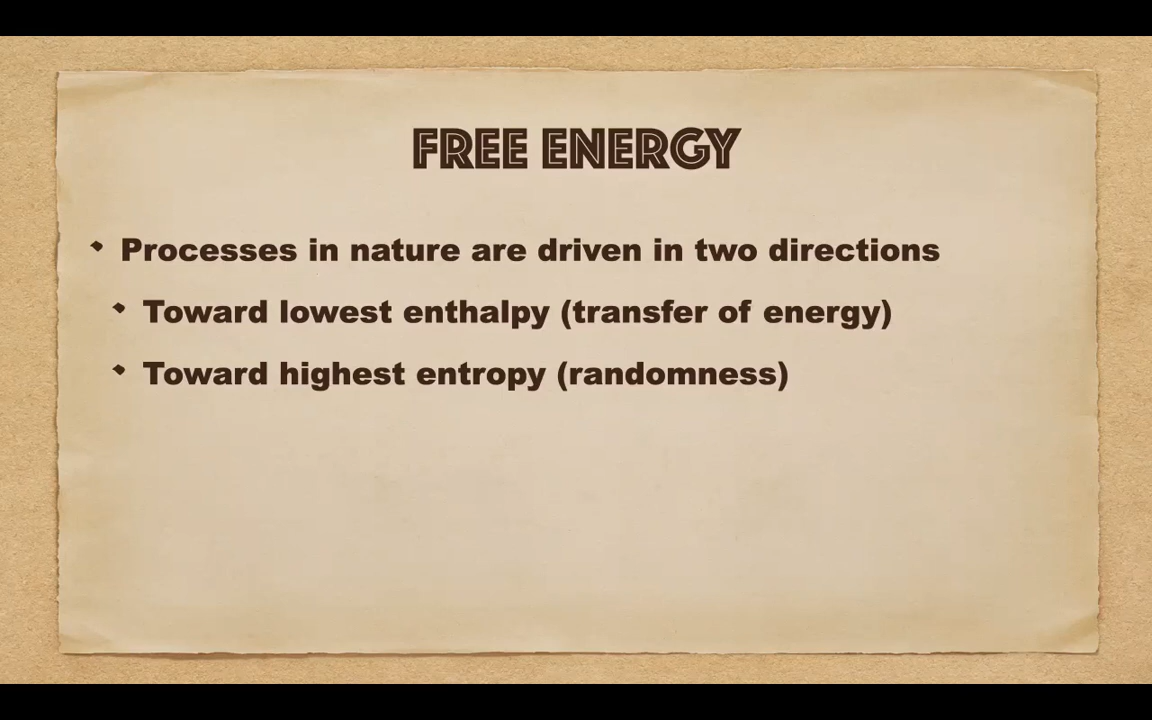 FREE ENERGY
Processes in nature are driven in two directions
Toward lowest enthalpy (transfer of energy)
Toward highest entropy (randomness)